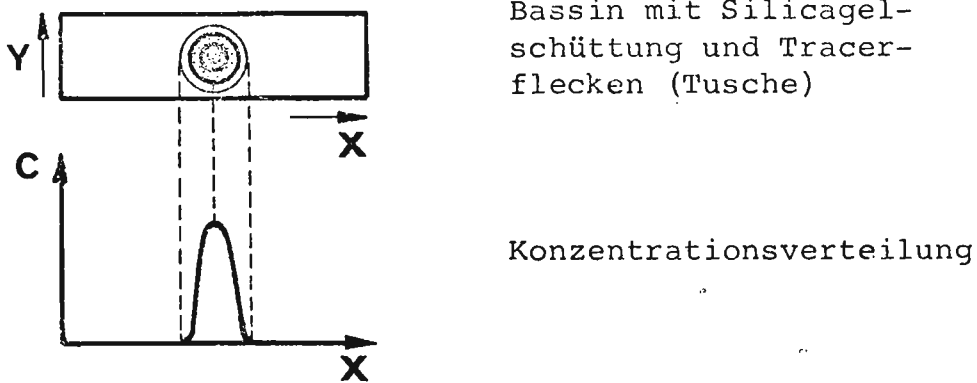 Bassin mit Silicagel-
schüttung und Tracer-
flecken (Tusche)
Y
X
C
Konzentrationsverteilung
X